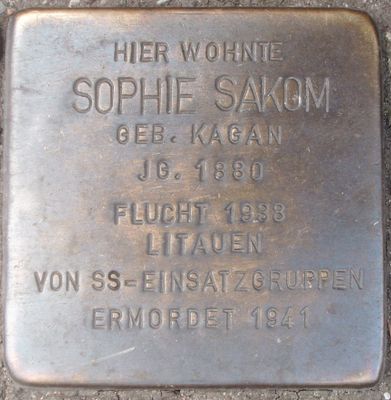 HIER WOHNTE
SOPHIE SAKOM
GEB. KAGAN
JG. 1880
FLUCHT 1938
LITAUEN
VON SS-EINSATZGRUPPEN
ERMORDET 1941